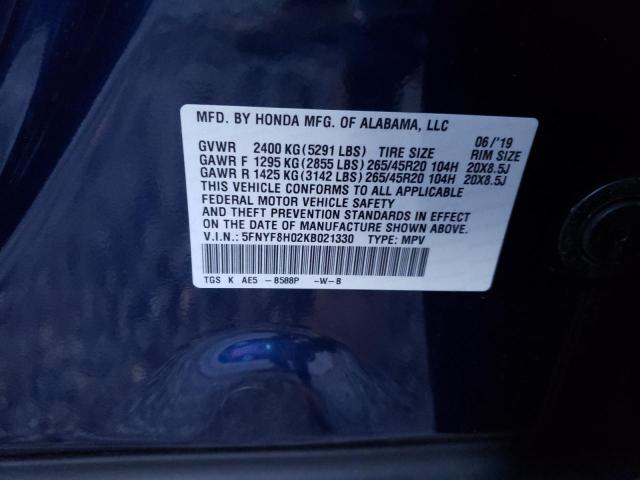 MFD. BY HONDA MFG. OF ALABAMA, LLC 06/'19
GVWR 2400 KG (5291 LBS) TIRE SIZE RIM SIZE
GAWR F 1295 KG (2855 LBS) 265/45R20 104H 20X8.5J
GAWR R 1425 KG (3142 LBS) 265/45R20 104H 20X8.5J
THIS VEHICLE CONFORMS TO ALL APPLICABLE
FEDERAL MOTOR VEHICLE SAFETY
AND THEFT PREVENTION STANDARDS IN EFFECT
ON THE DATE OF MANUFACTURE SHOWN ABOVE.
V.I.N.: 5FNYF8H02KB021330 TYPE: MPV
TGS K AE5 -B588P -W-B